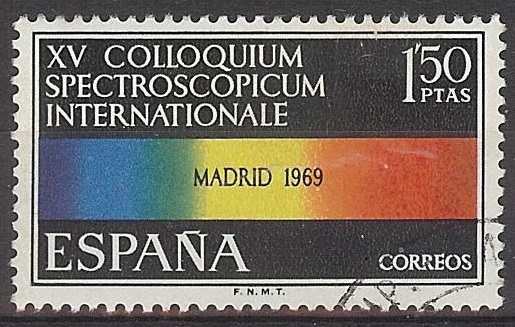 XV COLLOQUIUM
SPECTROSCOPICUM
INTERNATIONALE
1'50
PTAS
MADRID 1969
ESPAÑA
CORREOS
F. N. M. T.